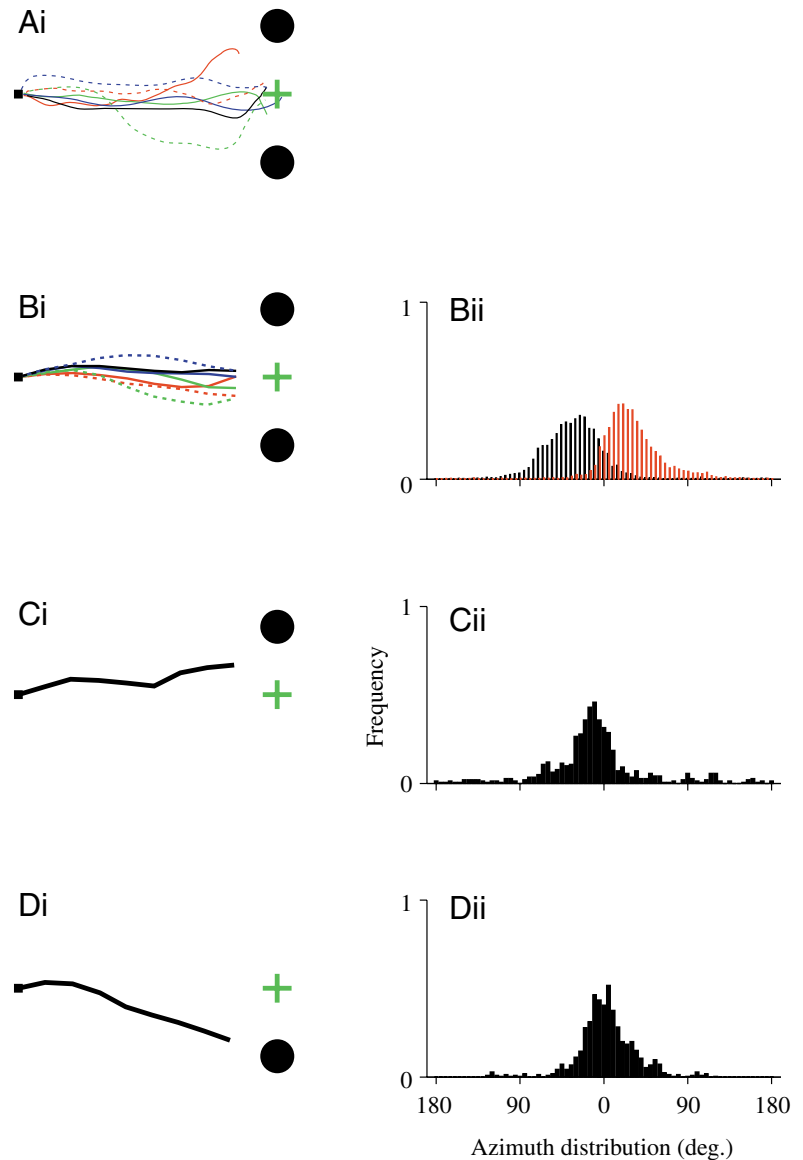 Ai
Bi
Bii
1
0
Ci
Cii
1
Frequency
0
Di
Dii
1
0
180 90 0 90 180
Azimuth distribution (deg.)